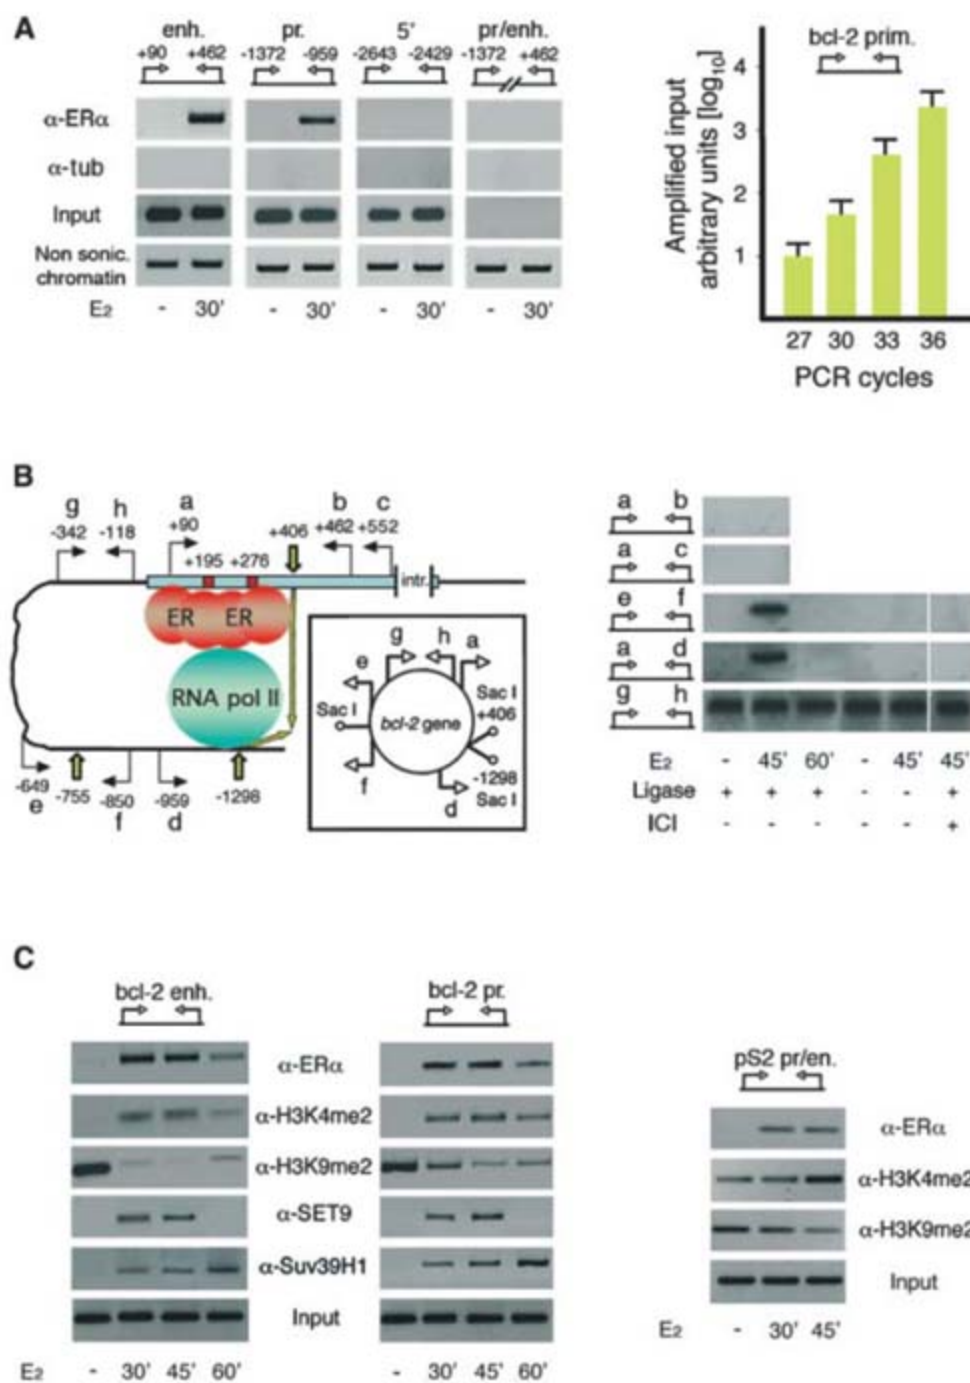 A
enh. pr. 5' pr/enh.
+90 +462 -1372 -959 -2643 -2429 -1372 +462
α-ERα
α-tub
Input
Non sonic.
chromatin
E2 - 30' - 30' - 30' - 30'
Amplified input
arbitrary units [log10]
bcl-2 prim.
4
3
2
1
27 30 33 36
PCR cycles
B
g h a b c
-342 -118 +90 +406 +462 +552
+195 +276
intr.
ER ER
RNA pol II
-649 -755 -850 -959 -1298
e f d
g h a
e
Sac I
Sac I
+406
bcl-2 gene
f
-1298
Sac I
d
a b
a c
e f
a d
g h
E2 - 45' 60' - 45' 45'
Ligase + + + - - +
ICI - - - - - +
C
bcl-2 enh. bcl-2 pr.
α-ERα
α-H3K4me2
α-H3K9me2
α-SET9
α-Suv39H1
Input
E2 - 30' 45' 60' - 30' 45' 60'
pS2 pr/en.
α-ERα
α-H3K4me2
α-H3K9me2
Input
E2 - 30' 45'